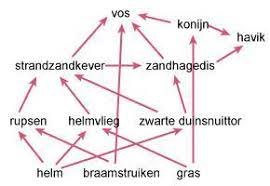 vos
konijn
havik
strandzandkever zandhagedis
rupsen helmvlieg zwarte duinsnuittor
helm braamstruiken gras